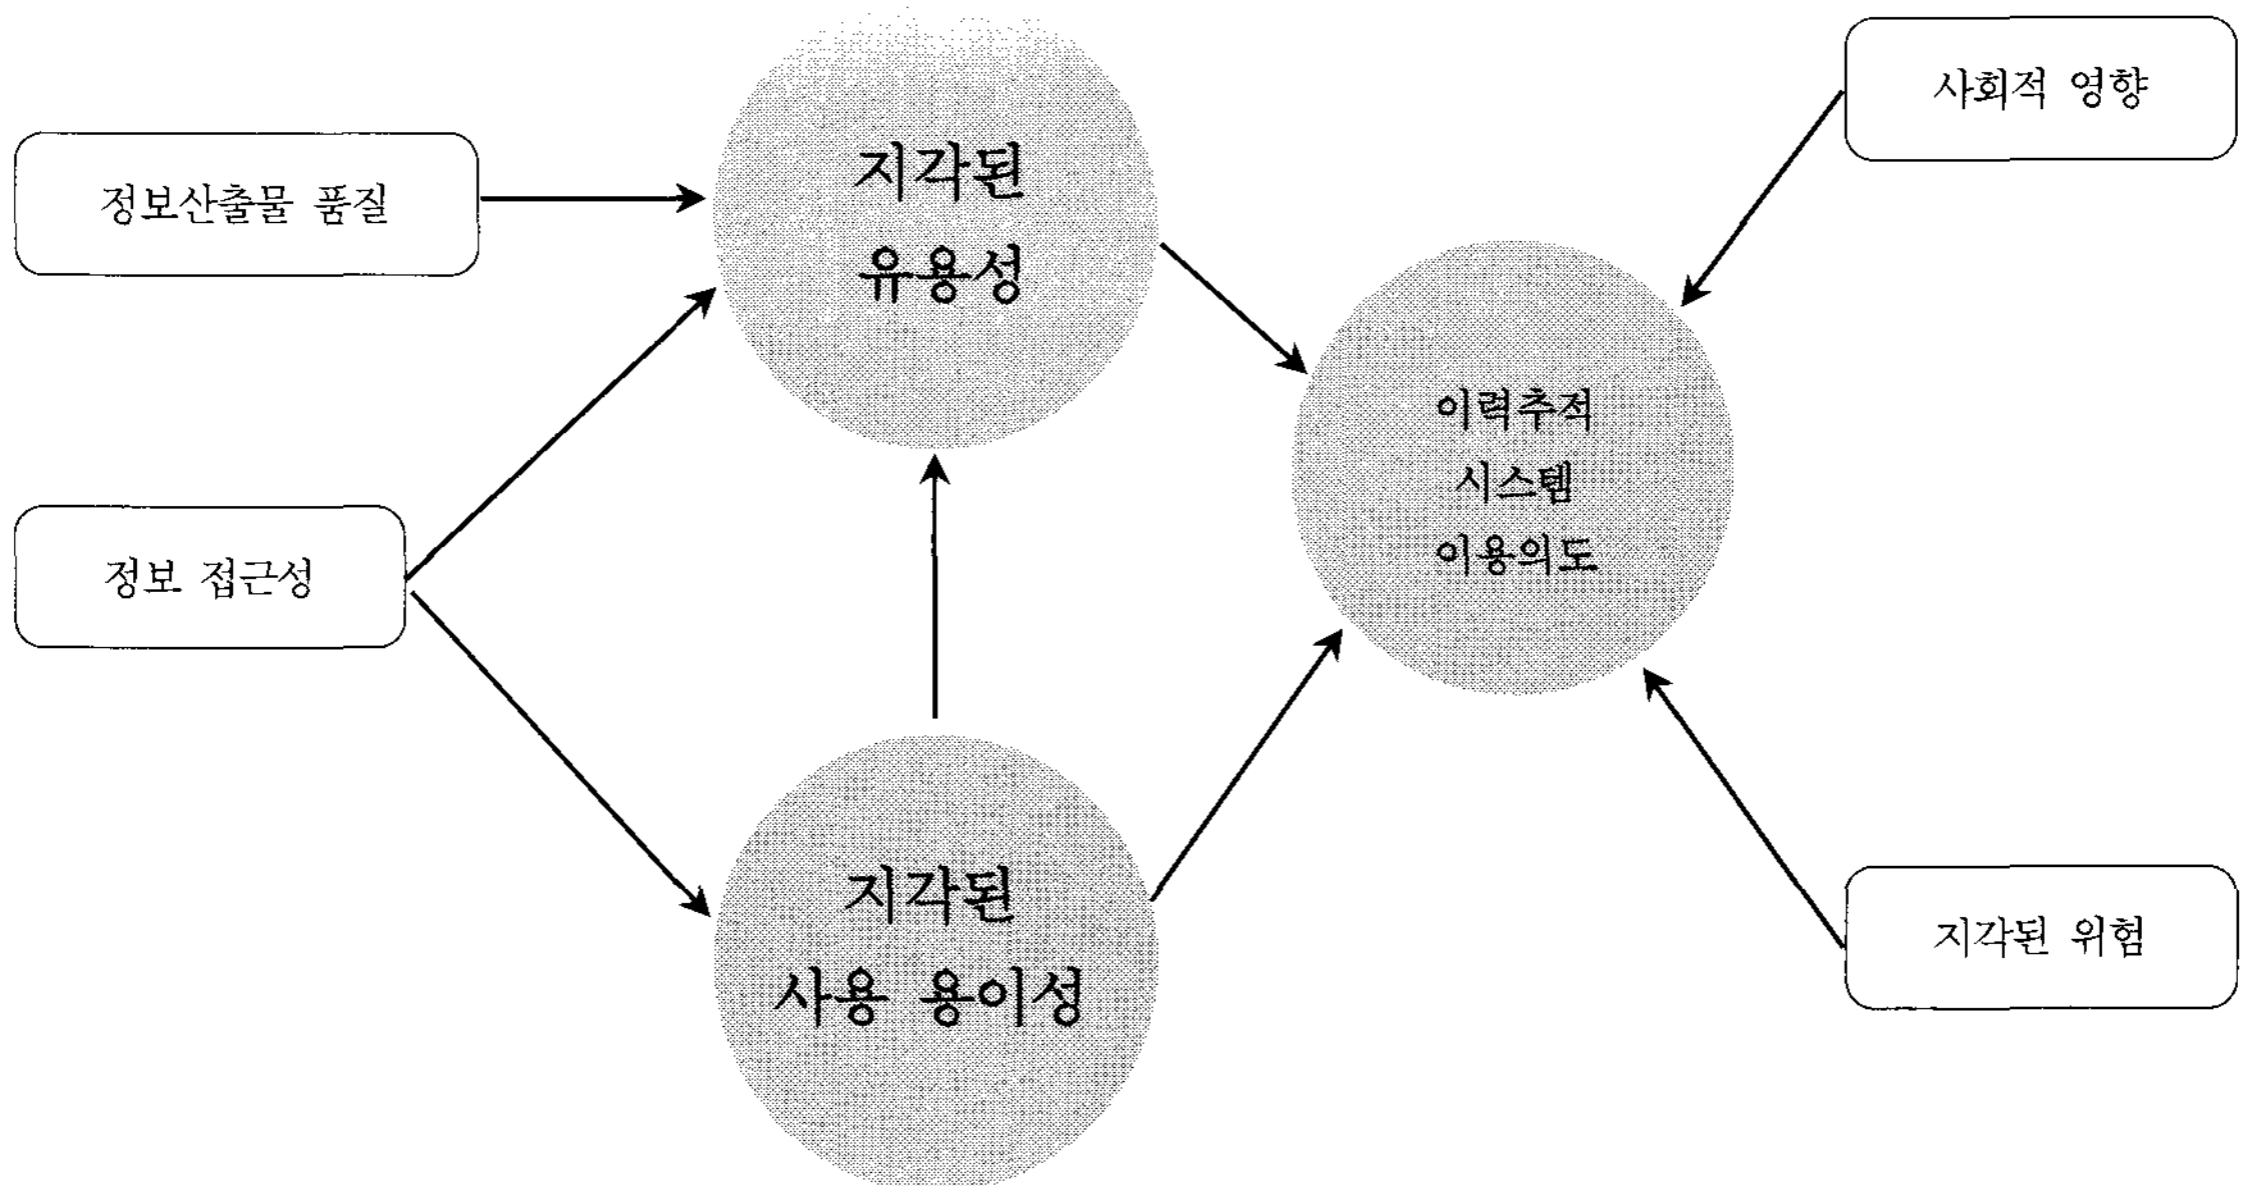 사회적 영향
정보산출물 품질
지각된
유용성
이력추적
시스템
이용의도
정보 접근성
지각된
사용 용이성
지각된 위험